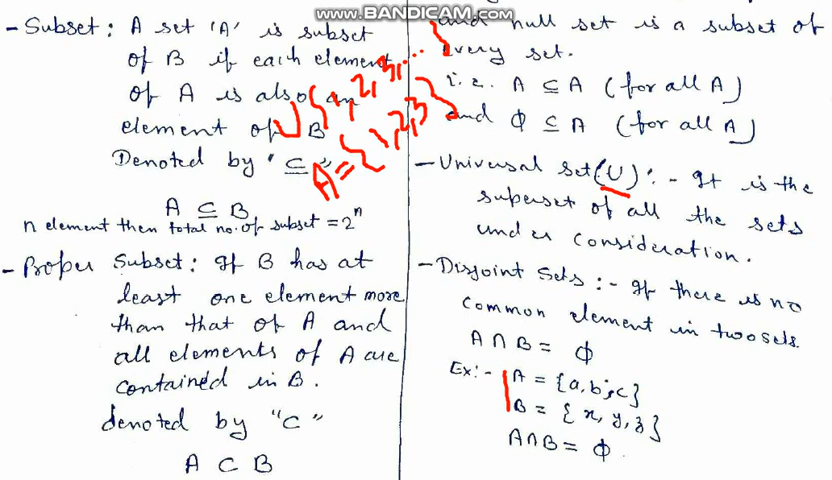 www.BANDICAM.com
- Subset: A set 'A' is subset
of B if each element
of A is also an
element of B
Denoted by "⊆"
A ⊆ B
n element then total no. of subset = 2^n
- Proper Subset: If B has at
least one element more
than that of A and
all elements of A are
contained in B.
denoted by "⊂"
A ⊂ B
U {1, 2, 3, ... }
A = {1, 2, 3}
and null set is a subset of
every set.
i.e. A ⊆ A (for all A)
and ϕ ⊆ A (for all A)
- Universal set (U) :- It is the
superset of all the sets
under consideration.
- Disjoint Sets :- If there is no
common element in two sets.
A ∩ B = ϕ
Ex:- A = {a, b, c}
B = {x, y, z}
A∩B = ϕ